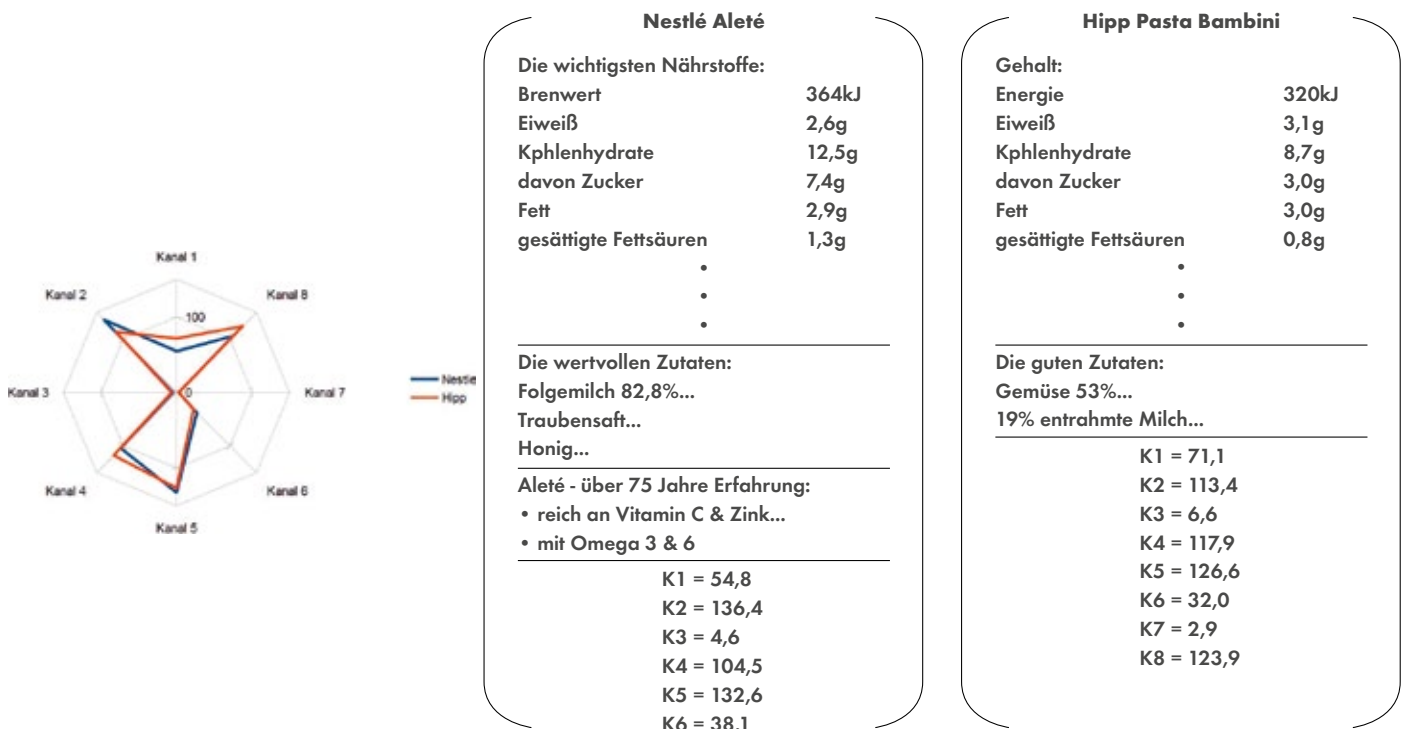 Kanal 1
Kanal 2
Kanal 8
100
Kanal 3
0
Kanal 7
Kanal 4
Kanal 6
Kanal 5
Nestle
Hipp
Nestlé Aleté
Die wichtigsten Nährstoffe:
Brenwert 364kJ
Eiweiß 2,6g
Kphlenhydrate 12,5g
davon Zucker 7,4g
Fett 2,9g
gesättigte Fettsäuren 1,3g
•
•
•
Die wertvollen Zutaten:
Folgemilch 82,8%...
Traubensaft...
Honig...
Aleté - über 75 Jahre Erfahrung:
• reich an Vitamin C & Zink...
• mit Omega 3 & 6
K1 = 54,8
K2 = 136,4
K3 = 4,6
K4 = 104,5
K5 = 132,6
K6 = 38,1
Hipp Pasta Bambini
Gehalt:
Energie 320kJ
Eiweiß 3,1g
Kphlenhydrate 8,7g
davon Zucker 3,0g
Fett 3,0g
gesättigte Fettsäuren 0,8g
•
•
•
Die guten Zutaten:
Gemüse 53%...
19% entrahmte Milch...
K1 = 71,1
K2 = 113,4
K3 = 6,6
K4 = 117,9
K5 = 126,6
K6 = 32,0
K7 = 2,9
K8 = 123,9